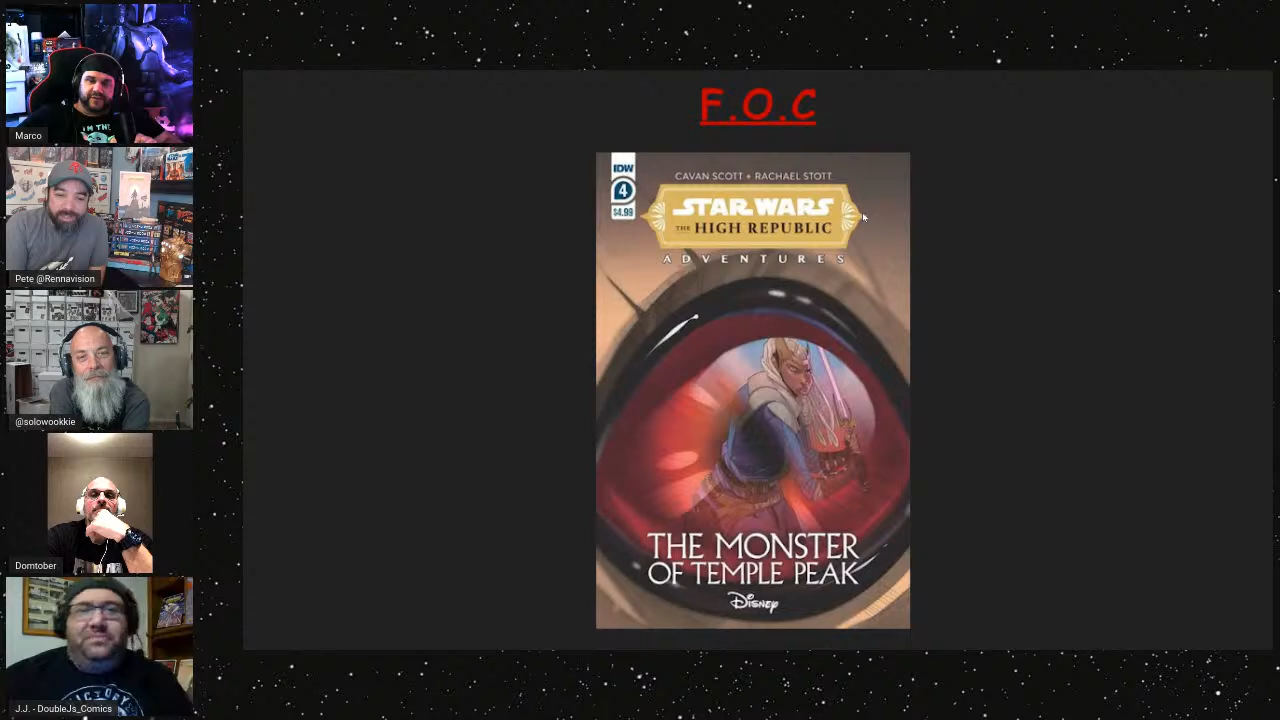 F.O.C
IDW
4
$4.99
CAVAN SCOTT + RACHAEL STOTT
STAR WARS
THE HIGH REPUBLIC
ADVENTURES
THE MONSTER
OF TEMPLE PEAK
Disney
I'M THE
Marco
Pete @Rennavision
@solowookkie
Domtober
J.J. - DoubleJs_Comics